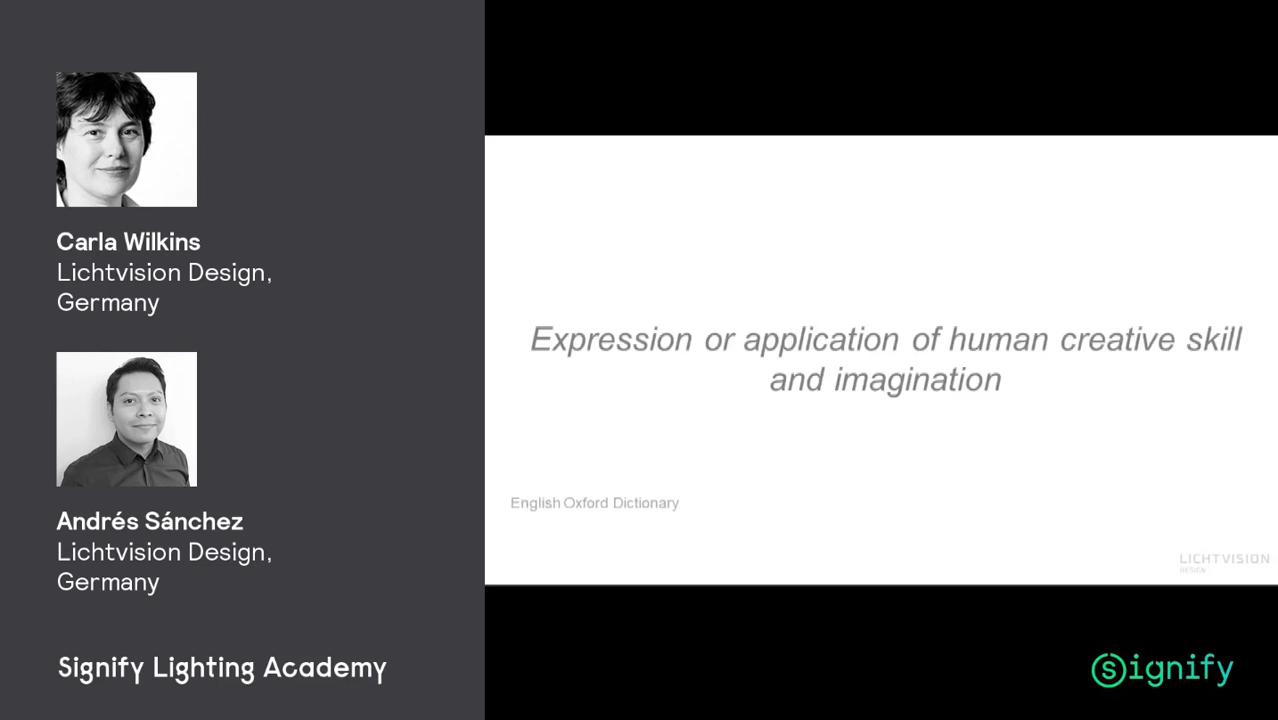 Carla Wilkins
Lichtvision Design,
Germany
Andrés Sánchez
Lichtvision Design,
Germany
Signify Lighting Academy
Expression or application of human creative skill
and imagination
English Oxford Dictionary
LICHTVISION
DESIGN
Signify